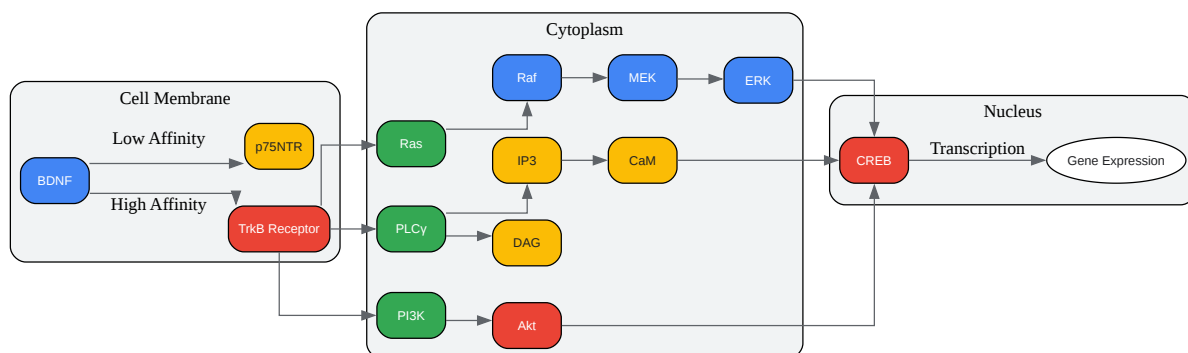 Cytoplasm
Raf
MEK
ERK
Cell Membrane
Nucleus
Low Affinity
p75NTR
Ras
BDNF
IP3
CaM
CREB
Transcription
Gene Expression
High Affinity
TrkB Receptor
PLCγ
DAG
PI3K
Akt